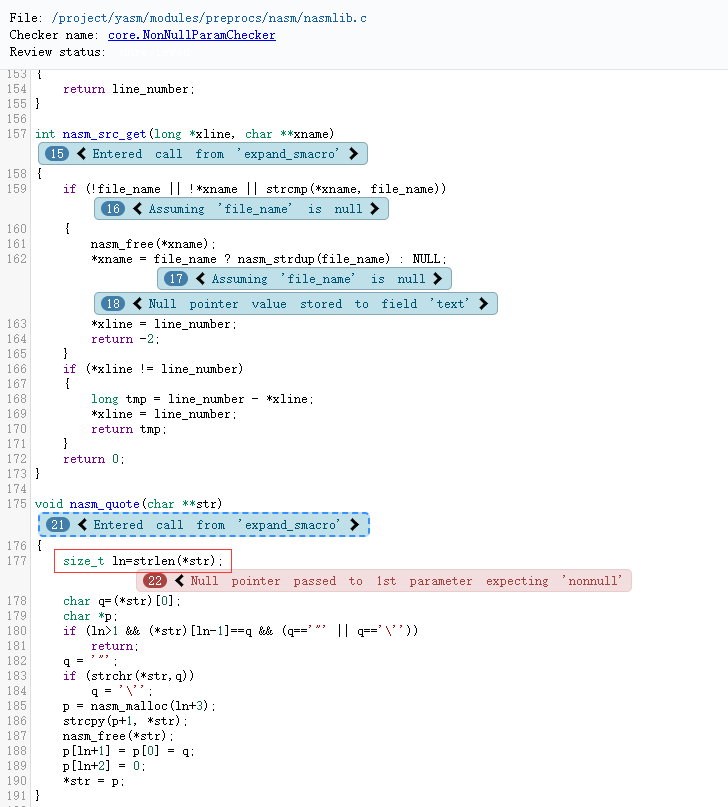 File: /project/yasm/modules/preprocs/nasm/nasmlib.c
Checker name: core.NonNullParamChecker
Review status:
153 {
154     return line_number;
155 }
156
157 int nasm_src_get(long *xline, char **xname)
15 Entered call from 'expand_smacro'
158 {
159     if (!file_name || !*xname || strcmp(*xname, file_name))
16 Assuming 'file_name' is null
160     {
161         nasm_free(*xname);
162         *xname = file_name ? nasm_strdup(file_name) : NULL;
17 Assuming 'file_name' is null
18 Null pointer value stored to field 'text'
163         *xline = line_number;
164         return -2;
165     }
166     if (*xline != line_number)
167     {
168         long tmp = line_number - *xline;
169         *xline = line_number;
170         return tmp;
171     }
172     return 0;
173 }
174
175 void nasm_quote(char **str)
21 Entered call from 'expand_smacro'
176 {
177     size_t ln=strlen(*str);
22 Null pointer passed to 1st parameter expecting 'nonnull'
178     char q=(*str)[0];
179     char *p;
180     if (ln>1 && (*str)[ln-1]==q && (q=='"' || q=='\''))
181         return;
182     q = '"';
183     if (strchr(*str,q))
184         q = '\'';
185     p = nasm_malloc(ln+3);
186     strcpy(p+1, *str);
187     nasm_free(*str);
188     p[ln+1] = p[0] = q;
189     p[ln+2] = 0;
190     *str = p;
191 }